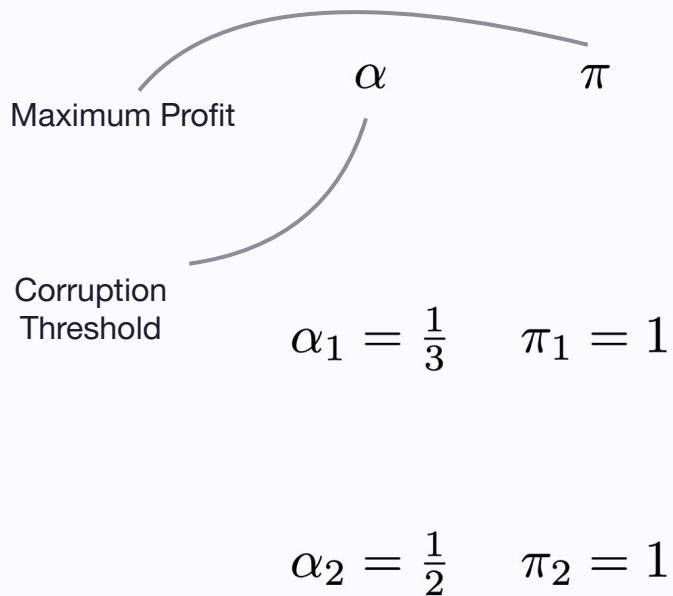 α π
Maximum Profit
Corruption
Threshold
α₁ = 1/3 π₁ = 1
α₂ = 1/2 π₂ = 1